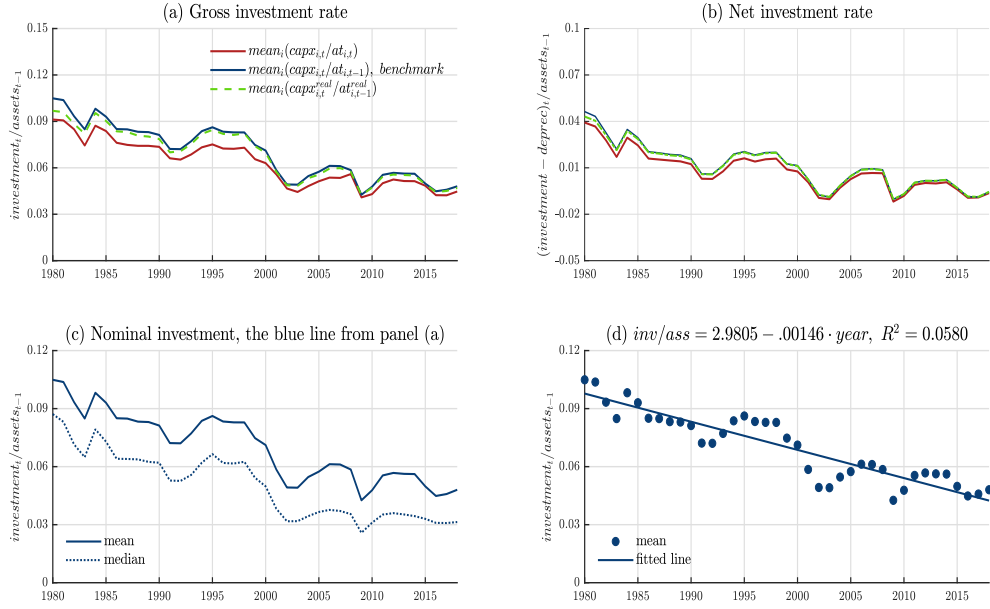 (a) Gross investment rate
0.15
0.12
0.09
0.06
0.03
0
investment_t/assets_{t−1}
mean_i(capx_{i,t}/at_{i,t})
mean_i(capx_{i,t}/at_{i,t−1}), benchmark
mean_i(capx^{real}_{i,t}/at^{real}_{i,t−1})
1980 1985 1990 1995 2000 2005 2010 2015
(b) Net investment rate
0.1
0.07
0.04
0.01
-0.02
-0.05
(investment − deprec)_t/assets_{t−1}
1980 1985 1990 1995 2000 2005 2010 2015
(c) Nominal investment, the blue line from panel (a)
0.12
0.09
0.06
0.03
0
investment_t/assets_{t−1}
mean
median
1980 1985 1990 1995 2000 2005 2010 2015
(d) inv/ass = 2.9805 − .00146 · year, R² = 0.0580
0.12
0.09
0.06
0.03
0
investment_t/assets_{t−1}
mean
fitted line
1980 1985 1990 1995 2000 2005 2010 2015